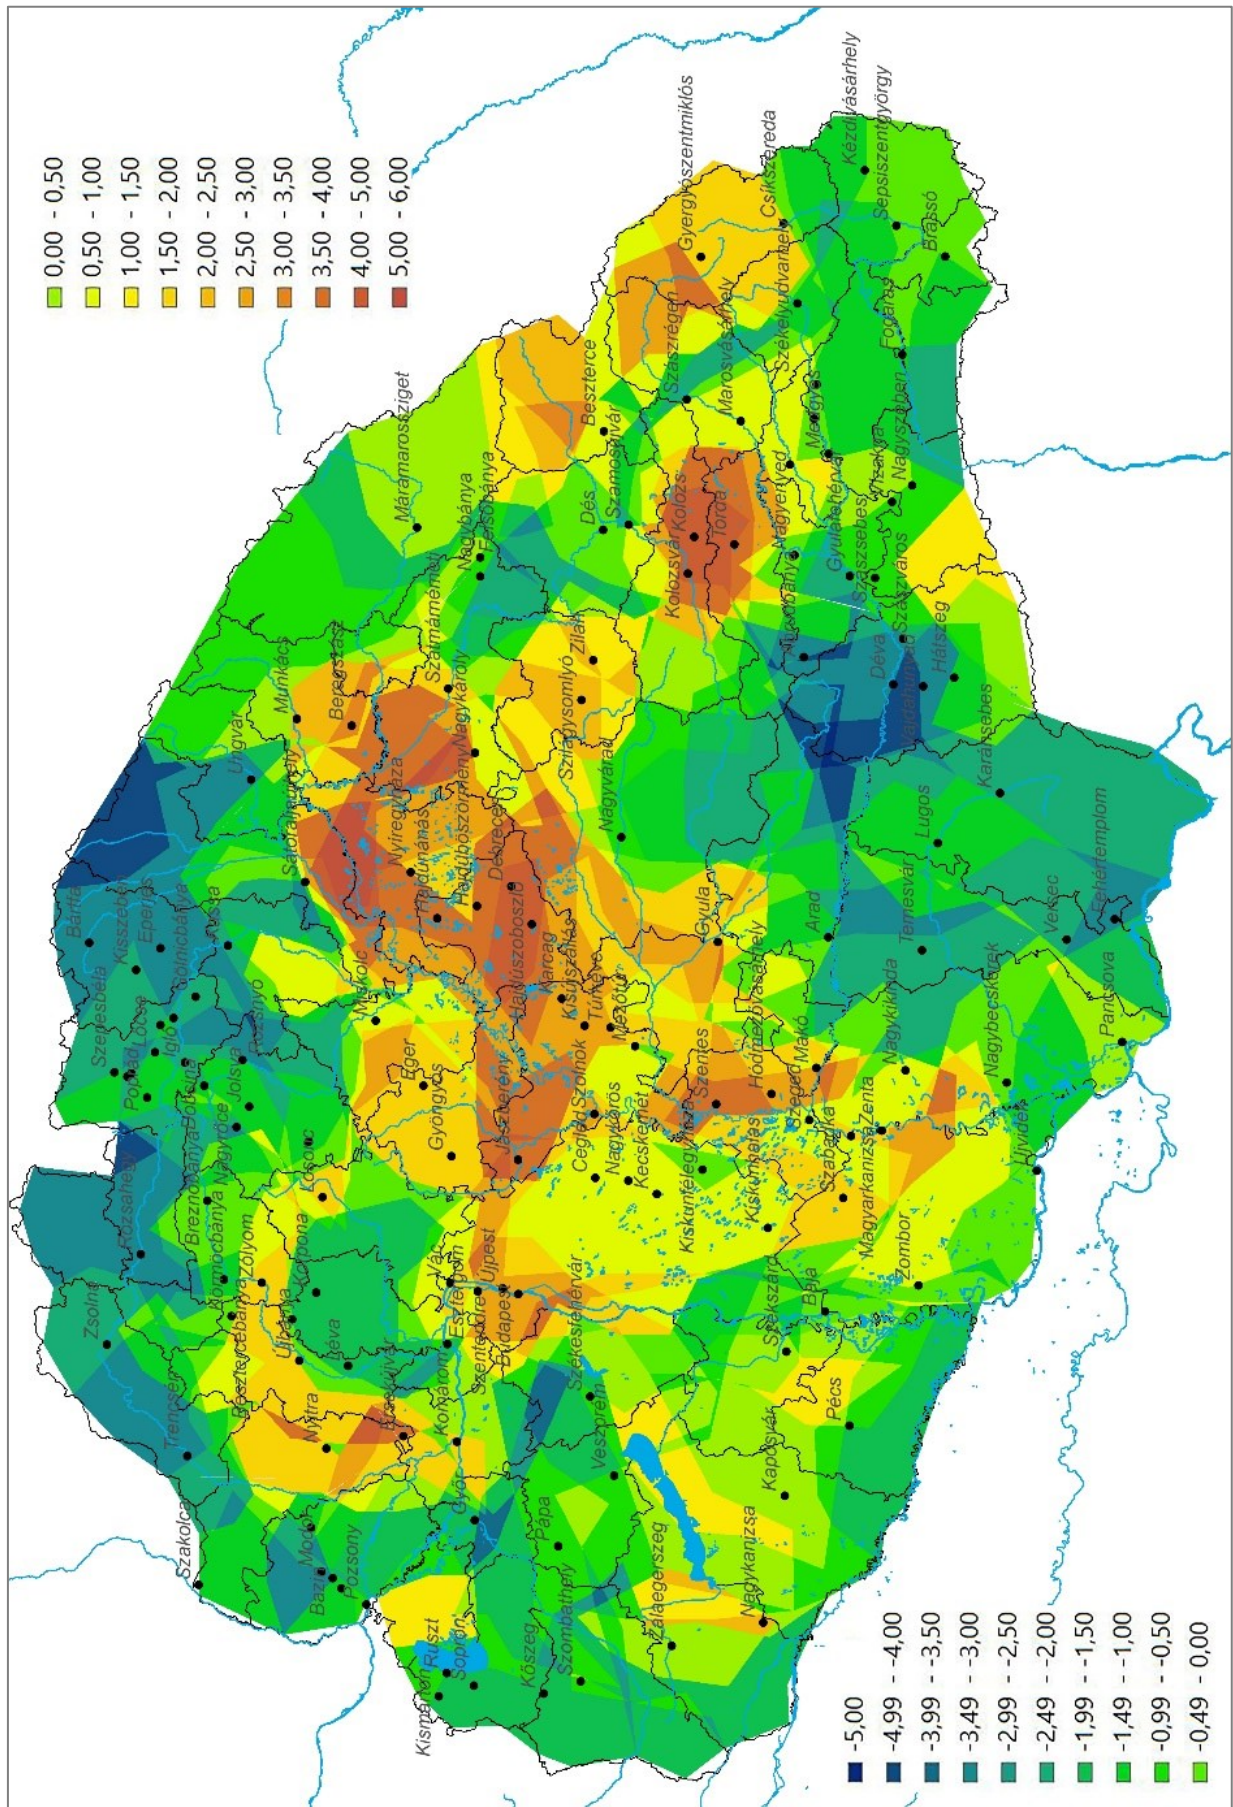 0,00 - 0,50
0,50 - 1,00
1,00 - 1,50
1,50 - 2,00
2,00 - 2,50
2,50 - 3,00
3,00 - 3,50
3,50 - 4,00
4,00 - 5,00
5,00 - 6,00
Bártfa
Szepesbéla
Zsolna
Kisszeben
Poprád
Rózsahegy
Lőcse
Eperjes
Igló
Trencsén
Gölnicbánya
Dobsina
Breznóbánya
Szakolca
Kassa
Körmöcbánya
Nagyrőce
Jolsva
Ungvár
Rozsnyó
Besztercebánya
Zólyom
Munkács
Sátoraljaújhely
Korpona
Újbánya
Losonc
Modor
Bazin
Nyitra
Léva
Beregszász
Pozsony
Miskolc
Érsekújvár
Nyíregyháza
Máramarossziget
Eger
Hajdúnánás
Kismarton
Ruszt
Vác
Gyöngyös
Komárom
Szatmárnémeti
Esztergom
Sopron
Győr
Szentendre
Hajdúböszörmény
Nagykároly
Nagybánya
Felsőbánya
Újpest
Budapest
Jászberény
Debrecen
Hajdúszoboszló
Kőszeg
Pápa
Karcag
Kisújszállás
Szombathely
Székesfehérvár
Cegléd
Szolnok
Túrkeve
Szilágysomlyó
Zilah
Dés
Beszterce
Veszprém
Nagykőrös
Mezőtúr
Nagyvárad
Szamosújvár
Kecskemét
Zalaegerszeg
Kolozsvár
Kolozs
Szászrégen
Gyergyószentmiklós
Kiskunfélegyháza
Szentes
Gyula
Torda
Marosvásárhely
Nagykanizsa
Kaposvár
Szekszárd
Kiskunhalas
Hódmezővásárhely
Nagyenyed
Székelyudvarhely
Csíkszereda
Szeged
Makó
Abrudbánya
Baja
Pécs
Szabadka
Arad
Medgyes
Gyulafehérvár
Kézdivásárhely
Magyarkanizsa
Zenta
Szászsebes
Vízakna
Déva
Sepsiszentgyörgy
Zombor
Nagykikinda
Temesvár
Vajdahunyad
Szászváros
Nagyszeben
Fogaras
Lugos
Hátszeg
Brassó
Nagybecskerek
Karánsebes
Újvidék
Versec
Pancsova
Fehértemplom
-5,00
-4,99 - -4,00
-3,99 - -3,50
-3,49 - -3,00
-2,99 - -2,50
-2,49 - -2,00
-1,99 - -1,50
-1,49 - -1,00
-0,99 - -0,50
-0,49 - -0,00